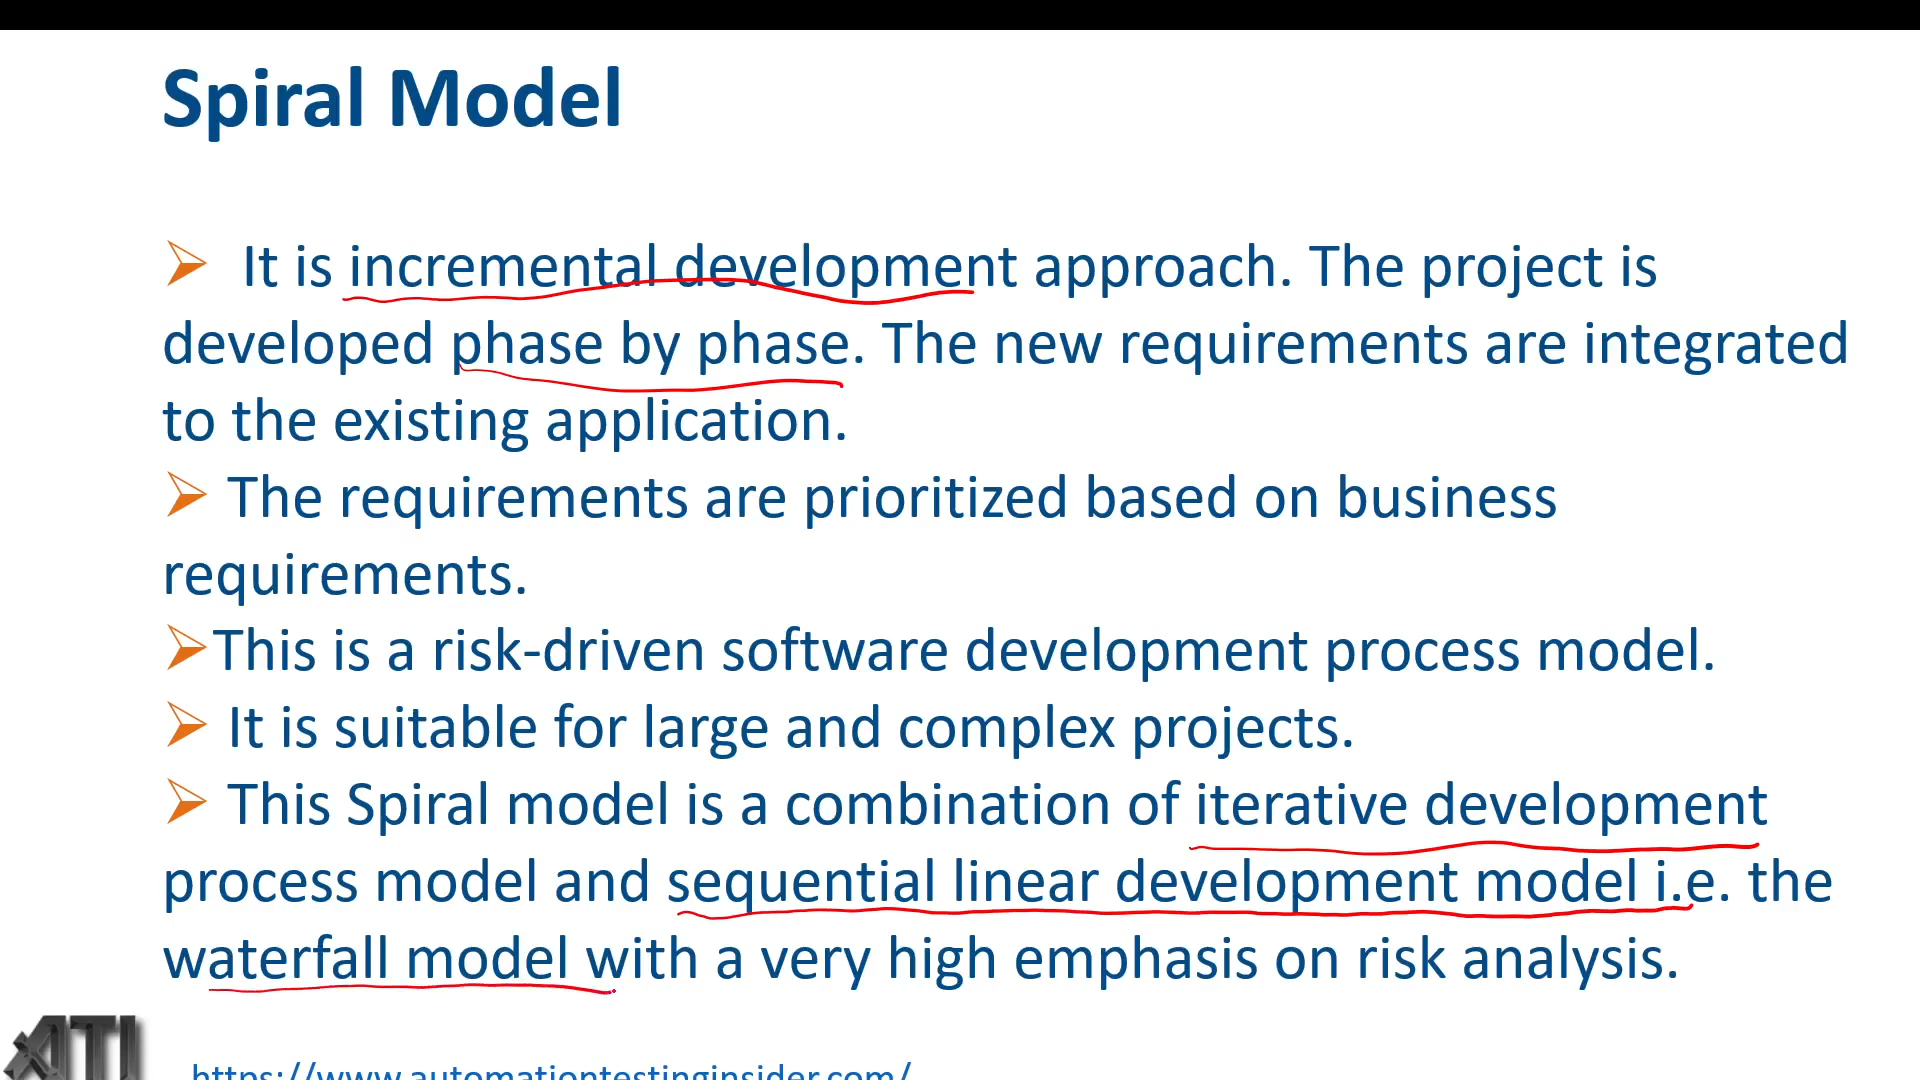 Spiral Model
➢ It is incremental development approach. The project is
developed phase by phase. The new requirements are integrated
to the existing application.
➢ The requirements are prioritized based on business
requirements.
➢This is a risk-driven software development process model.
➢ It is suitable for large and complex projects.
➢ This Spiral model is a combination of iterative development
process model and sequential linear development model i.e. the
waterfall model with a very high emphasis on risk analysis.
ATI
https://www.automationtestinginsider.com/